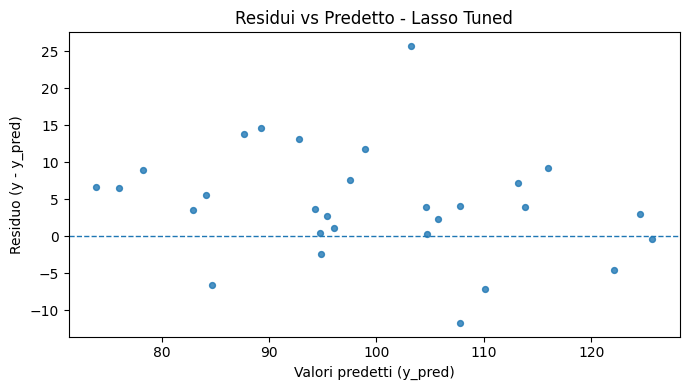 Residui vs Predetto - Lasso Tuned
Residuo (y - y_pred)
25
20
15
10
5
0
−5
−10
80 90 100 110 120
Valori predetti (y_pred)